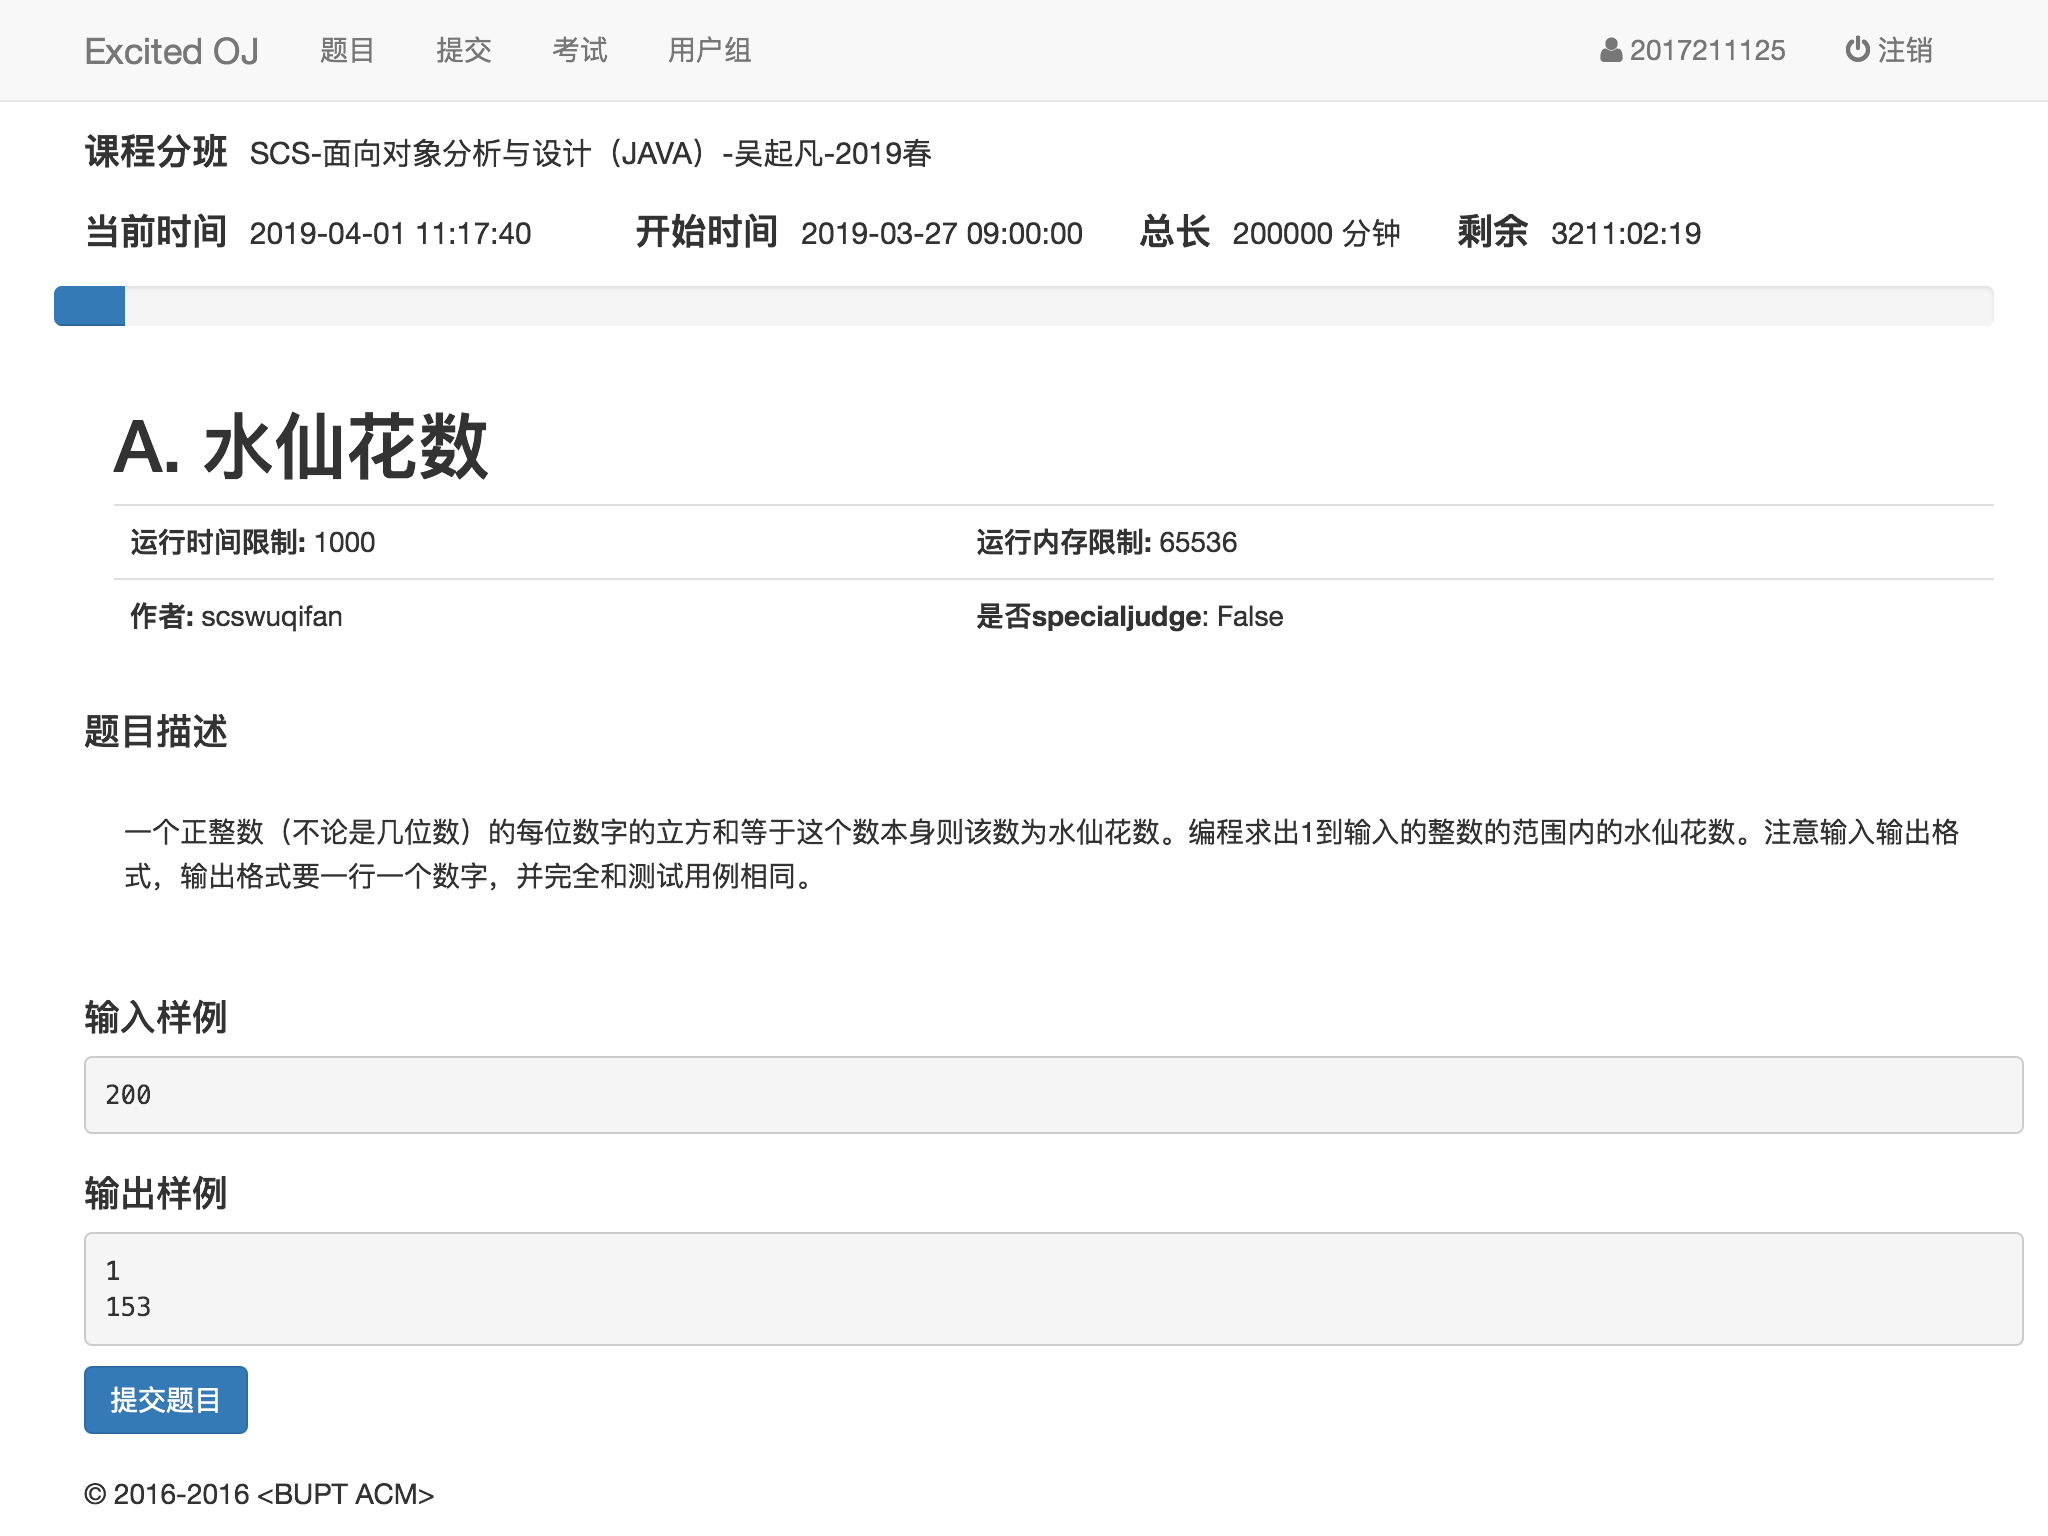 Excited OJ 题目 提交 考试 用户组 2017211125 注销
课程分班 SCS-面向对象分析与设计（JAVA）-吴起凡-2019春
当前时间 2019-04-01 11:17:40 开始时间 2019-03-27 09:00:00 总长 200000 分钟 剩余 3211:02:19
A. 水仙花数
运行时间限制: 1000 运行内存限制: 65536
作者: scswuqifan 是否specialjudge: False
题目描述
一个正整数（不论是几位数）的每位数字的立方和等于这个数本身则该数为水仙花数。编程求出1到输入的整数的范围内的水仙花数。注意输入输出格
式，输出格式要一行一个数字，并完全和测试用例相同。
输入样例
200
输出样例
1
153
提交题目
© 2016-2016 <BUPT ACM>